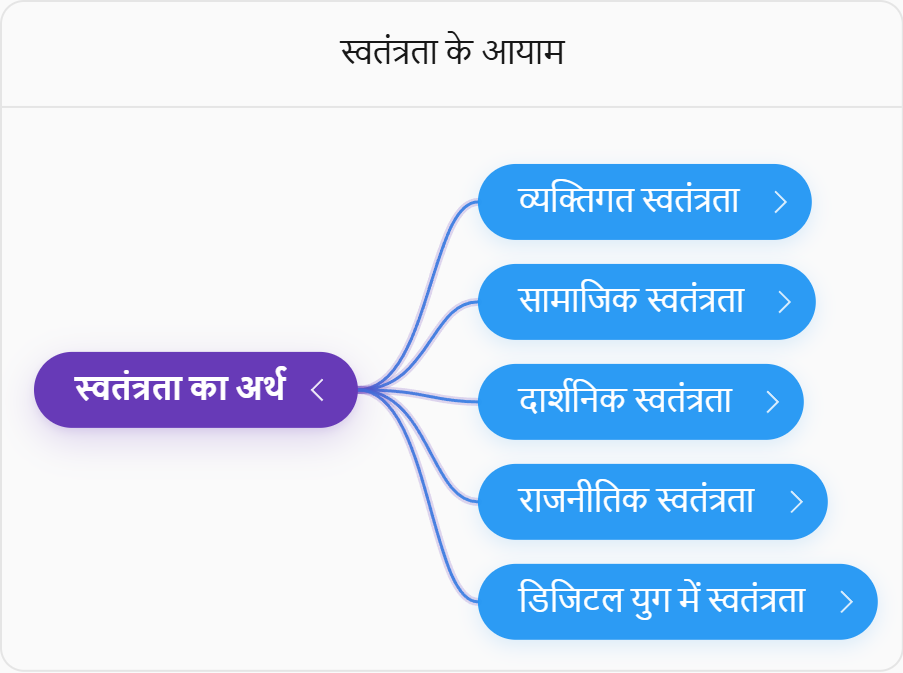 स्वतंत्रता के आयाम
व्यक्तिगत स्वतंत्रता
सामाजिक स्वतंत्रता
स्वतंत्रता का अर्थ
दार्शनिक स्वतंत्रता
राजनीतिक स्वतंत्रता
डिजिटल युग में स्वतंत्रता